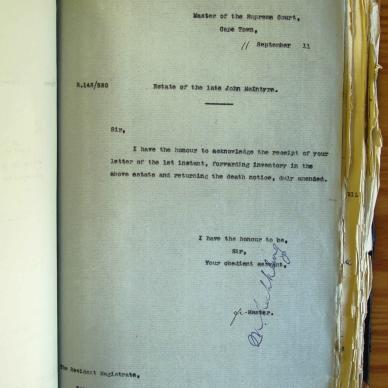 Master of the Supreme Court,
Cape Town,
11 September 11
Estate of the late John McIntyre.
Sir,
I have the honour to acknowledge the receipt of your
letter of the 1st instant, forwarding inventory in the
above estate and returning the death notice, duly amended.
I have the honour to be,
Sir,
Your obedient servant,
Master.
The Resident Magistrate,